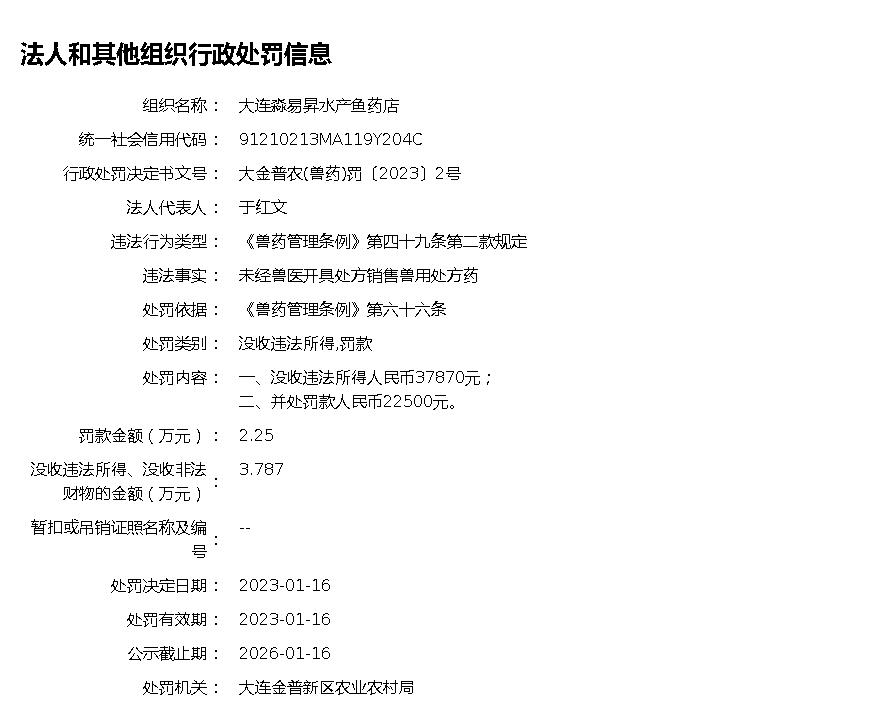 法人和其他组织行政处罚信息
组织名称： 大连淼易昇水产鱼药店
统一社会信用代码： 91210213MA119Y204C
行政处罚决定书文号： 大金普农(兽药)罚〔2023〕2号
法人代表人： 于红文
违法行为类型： 《兽药管理条例》第四十九条第二款规定
违法事实： 未经兽医开具处方销售兽用处方药
处罚依据： 《兽药管理条例》第六十六条
处罚类别： 没收违法所得,罚款
处罚内容： 一、没收违法所得人民币37870元；
二、并处罚款人民币22500元。
罚款金额（万元）： 2.25
没收违法所得、没收非法
财物的金额（万元）： 3.787
暂扣或吊销证照名称及编
号： --
处罚决定日期： 2023-01-16
处罚有效期： 2023-01-16
公示截止期： 2026-01-16
处罚机关： 大连金普新区农业农村局